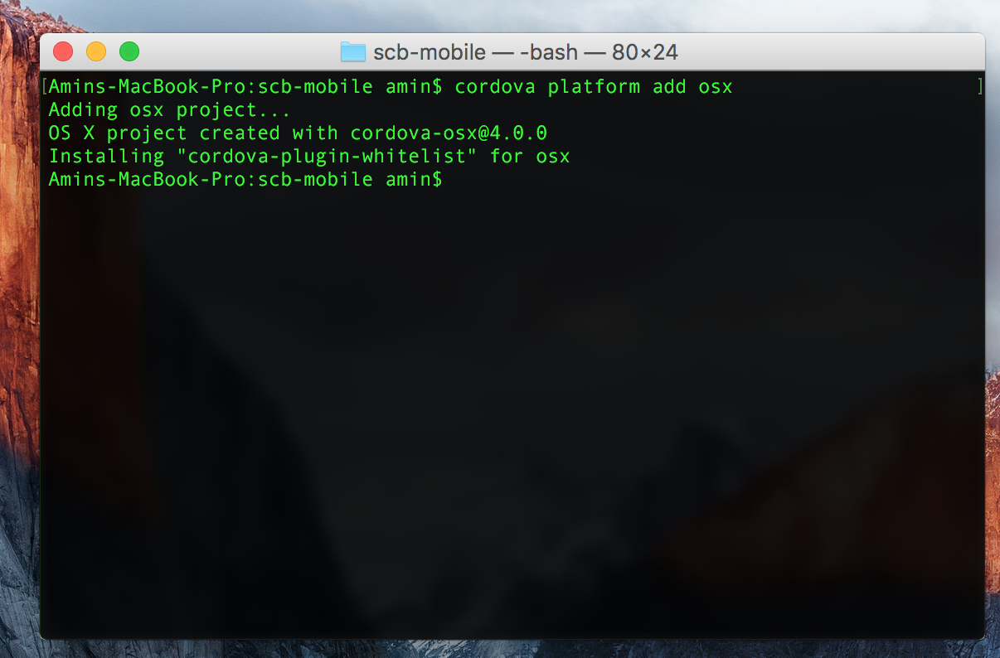 scb-mobile — -bash — 80×24
[Amins-MacBook-Pro:scb-mobile amin$ cordova platform add osx ]
Adding osx project...
OS X project created with cordova-osx@4.0.0
Installing "cordova-plugin-whitelist" for osx
Amins-MacBook-Pro:scb-mobile amin$